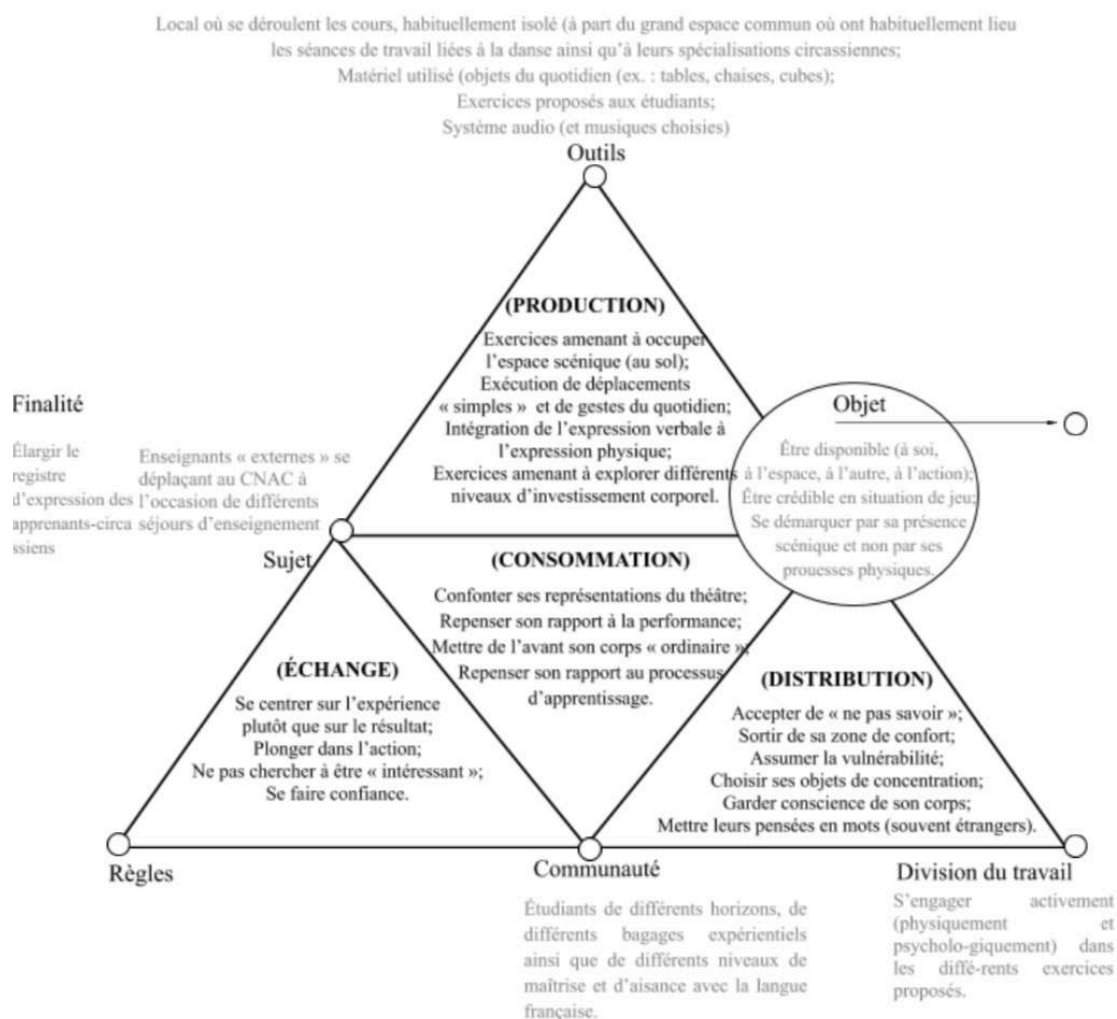 Local où se déroulent les cours, habituellement isolé (à part du grand espace commun où ont habituellement lieu
les séances de travail liées à la danse ainsi qu'à leurs spécialisations circassiennes;
Matériel utilisé (objets du quotidien (ex. : tables, chaises, cubes);
Exercices proposés aux étudiants;
Système audio (et musiques choisies)
Outils
(PRODUCTION)
Exercices amenant à occuper
l'espace scénique (au sol);
Exécution de déplacements
« simples » et de gestes du quotidien;
Intégration de l'expression verbale à
l'expression physique;
Exercices amenant à explorer différents
niveaux d'investissement corporel.
Finalité
Élargir le
registre
d'expression des
apprenants-circa
ssiens
Enseignants « externes » se
déplaçant au CNAC à
l'occasion de différents
séjours d'enseignement
Sujet
Objet
Être disponible (à soi,
à l'espace, à l'autre, à l'action);
Être crédible en situation de jeu;
Se démarquer par sa présence
scénique et non par ses
prouesses physiques.
(CONSOMMATION)
Confonter ses représentations du théâtre;
Repenser son rapport à la performance;
Mettre de l'avant son corps « ordinaire »;
Repenser son rapport au processus
d'apprentissage.
(ÉCHANGE)
Se centrer sur l'expérience
plutôt que sur le résultat;
Plonger dans l'action;
Ne pas chercher à être « intéressant »;
Se faire confiance.
(DISTRIBUTION)
Accepter de « ne pas savoir »;
Sortir de sa zone de confort;
Assumer la vulnérabilité;
Choisir ses objets de concentration;
Garder conscience de son corps;
Mettre leurs pensées en mots (souvent étrangers).
Règles
Communauté
Étudiants de différents horizons, de
différents bagages expérientiels
ainsi que de différents niveaux de
maîtrise et d'aisance avec la langue
française.
Division du travail
S'engager activement
(physiquement et
psycholo-giquement) dans
les diffé-rents exercices
proposés.